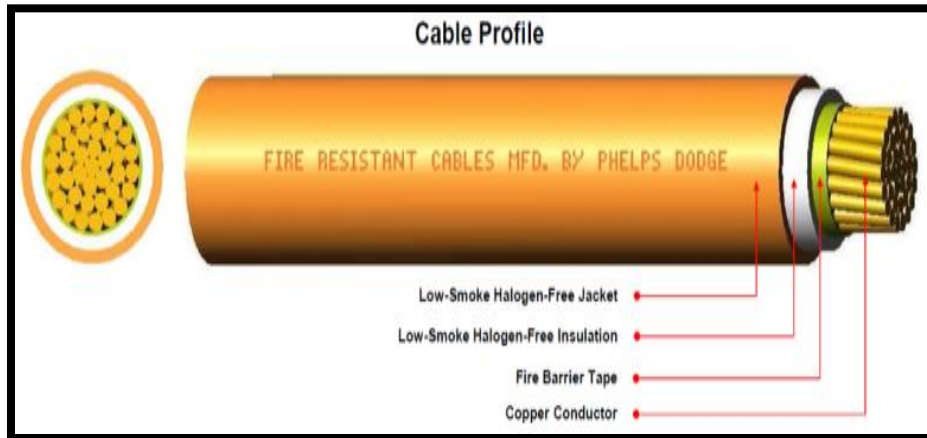 Cable Profile
FIRE RESISTANT CABLES MFD. BY PHELPS DODGE
Low-Smoke Halogen-Free Jacket
Low-Smoke Halogen-Free Insulation
Fire Barrier Tape
Copper Conductor